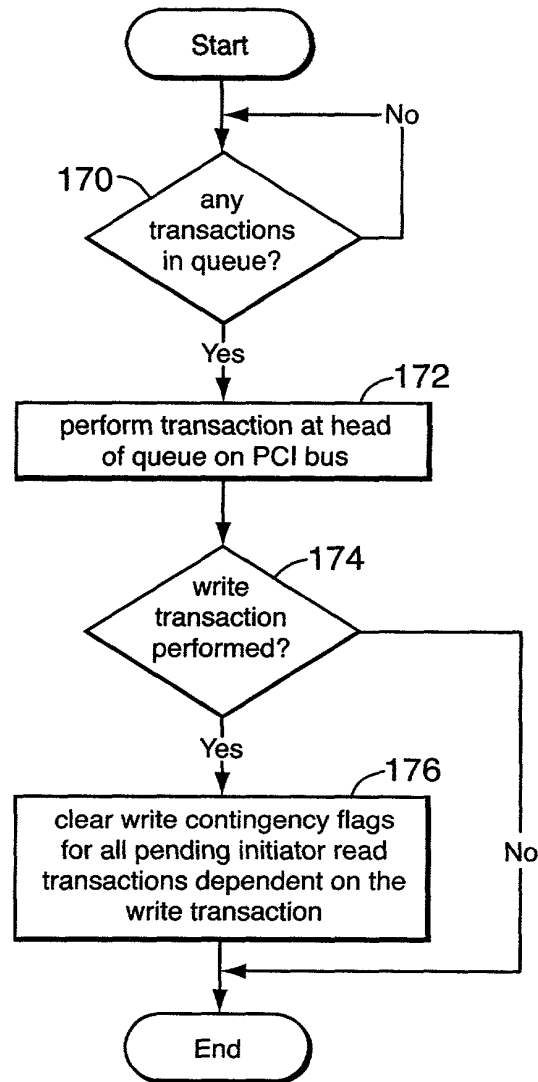 Start
No
170
any
transactions
in queue?
Yes
172
perform transaction at head
of queue on PCI bus
174
write
transaction
performed?
Yes
176
clear write contingency flags
for all pending initiator read
transactions dependent on the
write transaction
No
End